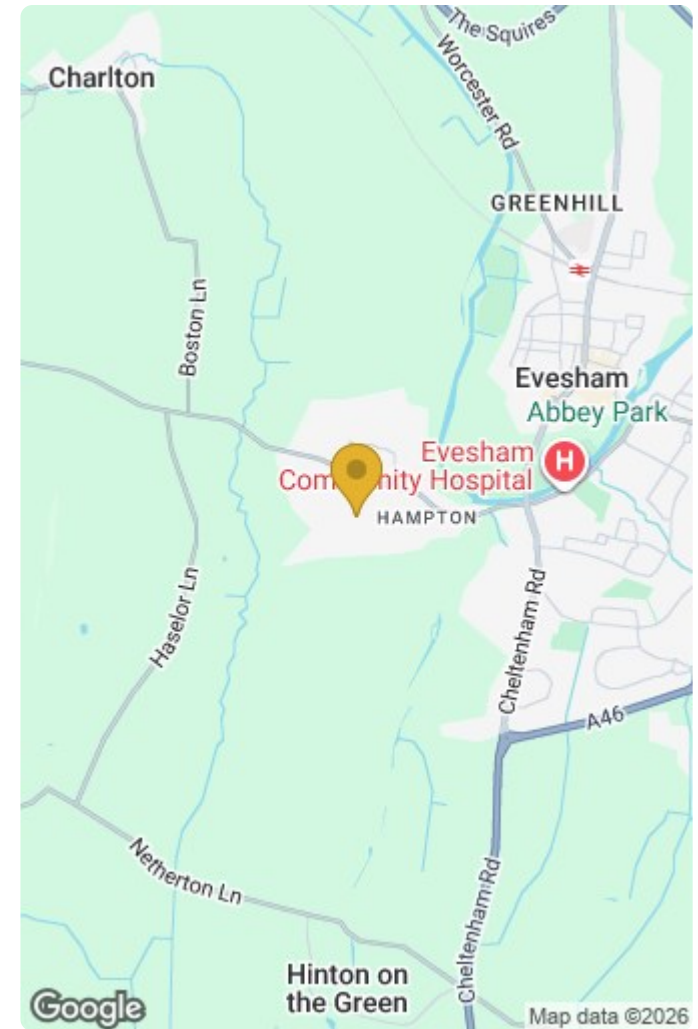 The Squires
Charlton
Worcester Rd
GREENHILL
Boston Ln
Evesham
Abbey Park
Evesham
Community Hospital
H
HAMPTON
Haselor Ln
Cheltenham Rd
A46
Netherton Ln
Cheltenham Rd
Hinton on
the Green
Google
Map data ©2026